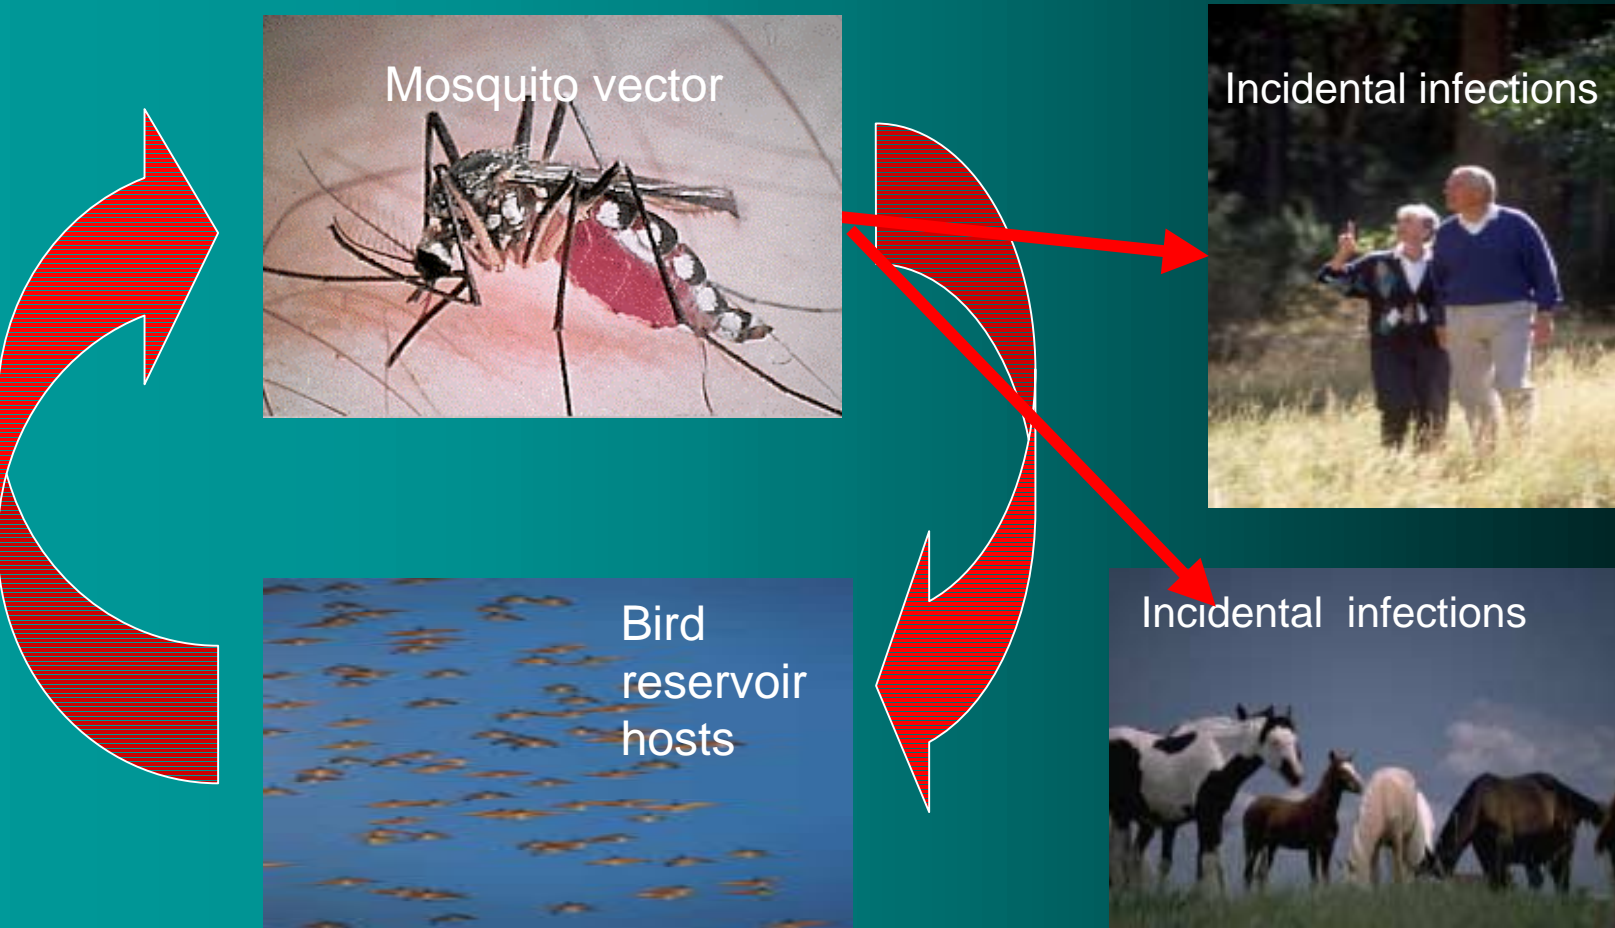 Mosquito vector
Incidental infections
Bird
reservoir
hosts
Incidental  infections